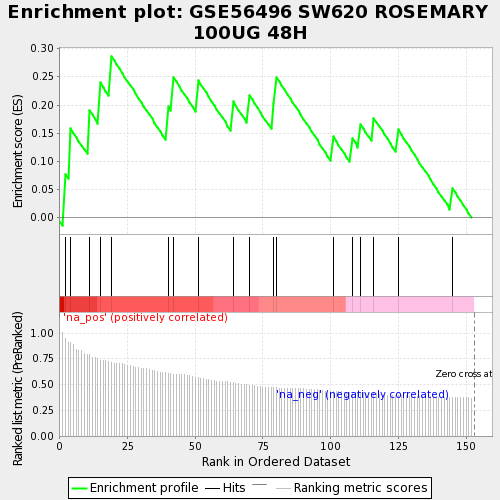 Enrichment plot: GSE56496 SW620 ROSEMARY
100UG 48H
Enrichment score (ES)
0.30
0.25
0.20
0.15
0.10
0.05
0.00
'na_pos' (positively correlated)
Ranked list metric (PreRanked)
1.00
0.75
0.50
0.25
0.00
Zero cross at
'na_neg' (negatively correlated)
0 25 50 75 100 125 150
Rank in Ordered Dataset
Enrichment profile Hits Ranking metric scores